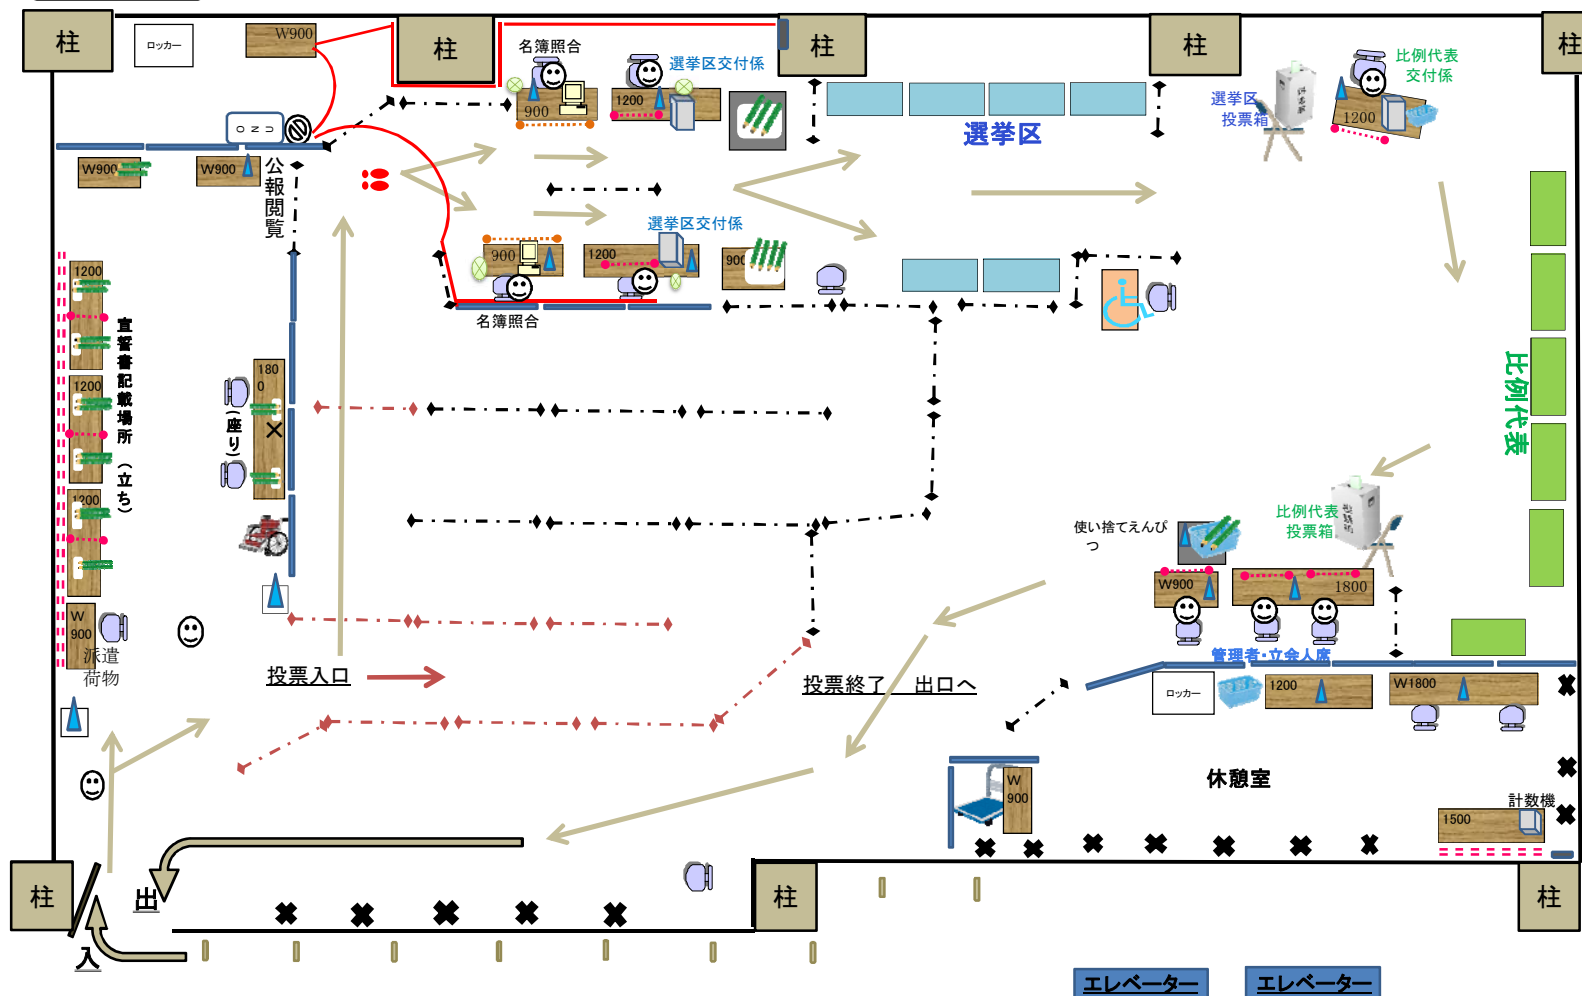 柱
ロッカー
W900
柱
名簿照合
選挙区交付係
柱
柱
比例代表
交付係
柱
900
1200
選挙区
投票箱
1200
選挙区
ONU
W900
W900
公報閲覧
選挙区交付係
900
1200
900
名簿照合
1200
宣誓書記載場所（立ち）
1200
1200
180
0
(座り)
比例代表
比例代表
投票箱
使い捨てえんぴ
つ
W900
1800
W
900
派遣
荷物
投票入口
投票終了　出口へ
管理者・立会人席
ロッカー
1200
W1800
休憩室
W
900
計数機
1500
柱
出
入
柱
柱
エレベーター
エレベーター